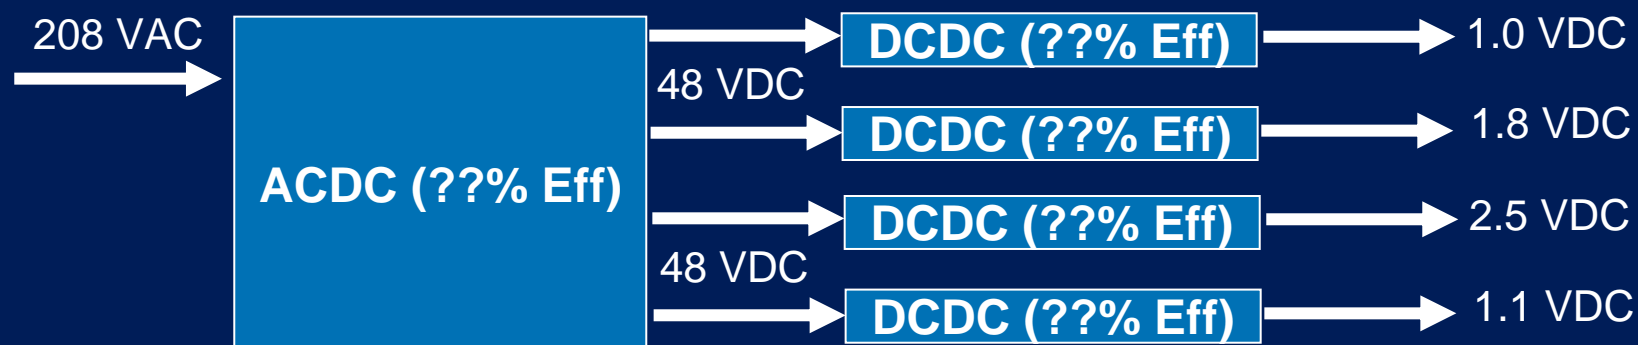 208 VAC
ACDC (??% Eff)
48 VDC
48 VDC
DCDC (??% Eff)
1.0 VDC
DCDC (??% Eff)
1.8 VDC
DCDC (??% Eff)
2.5 VDC
DCDC (??% Eff)
1.1 VDC